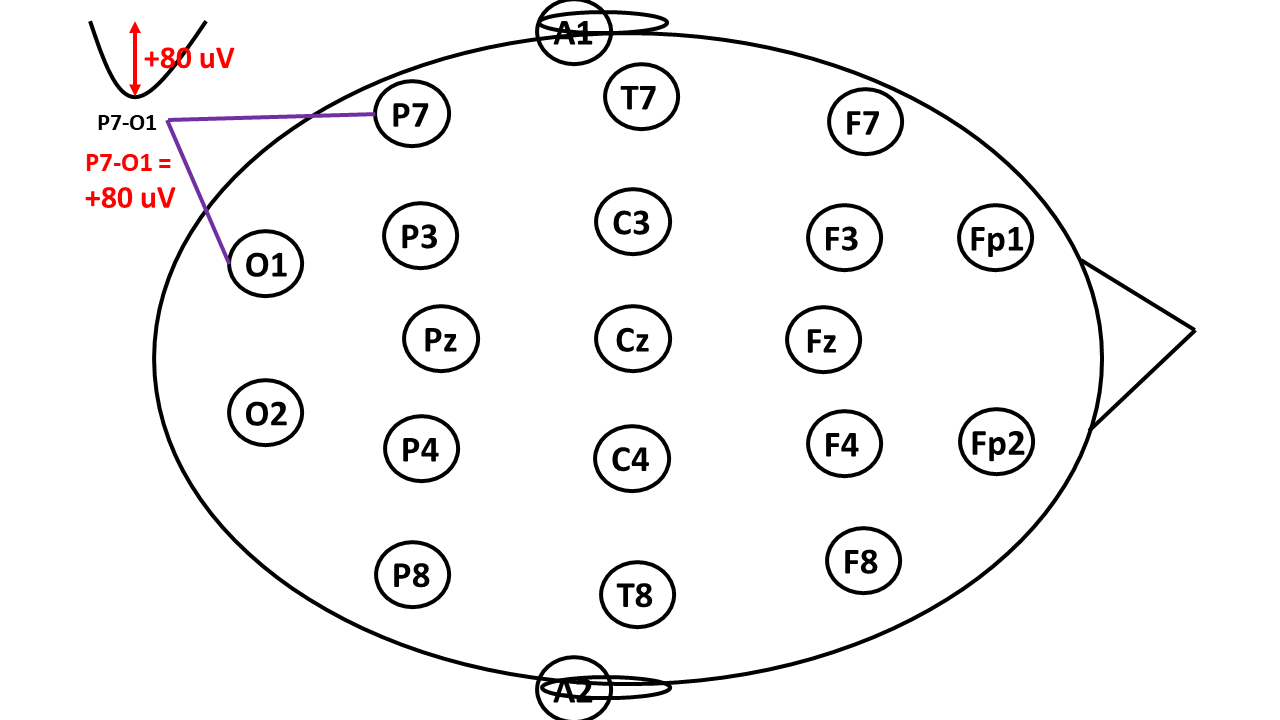 A1
+80 uV
T7
P7
F7
P7-O1
P7-O1 =
+80 uV
C3
P3
F3
Fp1
O1
Pz
Cz
Fz
O2
P4
C4
F4
Fp2
P8
T8
F8
A2